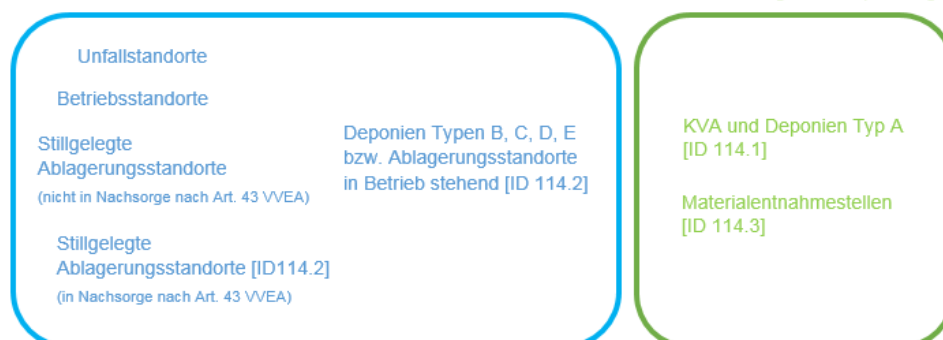 Unfallstandorte
Betriebsstandorte
Stillgelegte
Ablagerungsstandorte
(nicht in Nachsorge nach Art. 43 VVEA)
Stillgelegte
Ablagerungsstandorte [ID114.2]
(in Nachsorge nach Art. 43 VVEA)
Deponien Typen B, C, D, E
bzw. Ablagerungsstandorte
in Betrieb stehend [ID 114.2]
KVA und Deponien Typ A
[ID 114.1]
Materialentnahmestellen
[ID 114.3]